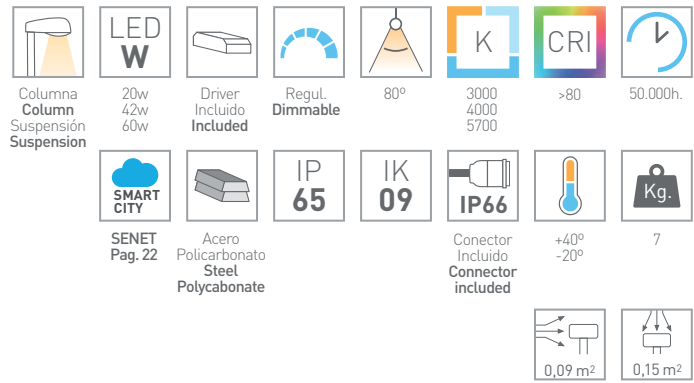 LED
W
K
CRI
Columna
Column
Suspensión
Suspension
20w
42w
60w
Driver
Incluido
Included
Regul.
Dimmable
80º
3000
4000
5700
>80
50.000h.
SMART
CITY
IP
65
IK
09
IP66
Kg.
SENET
Pag. 22
Acero
Policarbonato
Steel
Polycabonate
Conector
Incluido
Connector
included
+40º
-20º
7
0,09 m²
0,15 m²